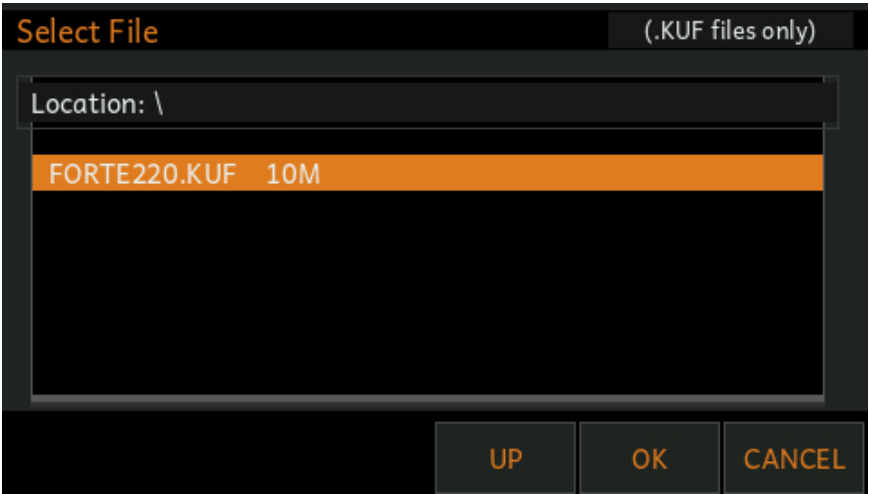 Select File (.KUF files only)
Location: \
FORTE220.KUF 10M
UP OK CANCEL